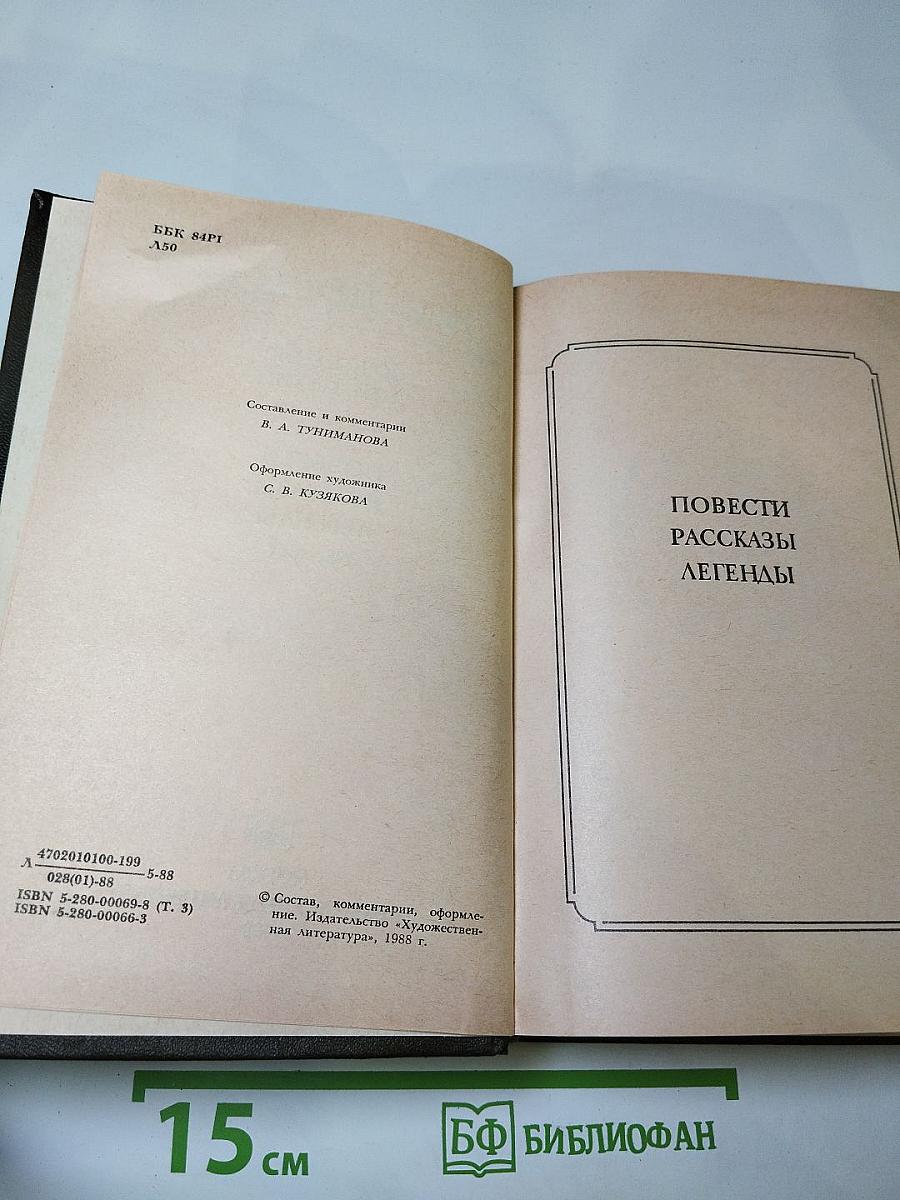 ББК 84Р1
Л50
Составление и комментарии
В. А. ТУНИМАНОВА
Оформление художника
С. В. КУЗЯКОВА
Л 4702010100-199
028(01)-88
5-88
ISBN 5-280-00069-8 (Т. 3)
ISBN 5-280-00066-3
© Состав, комментарии, оформле-
ние. Издательство «Художествен-
ная литература», 1988 г.
ПОВЕСТИ
РАССКАЗЫ
ЛЕГЕНДЫ
15 см
БФ БИБЛИОФАН